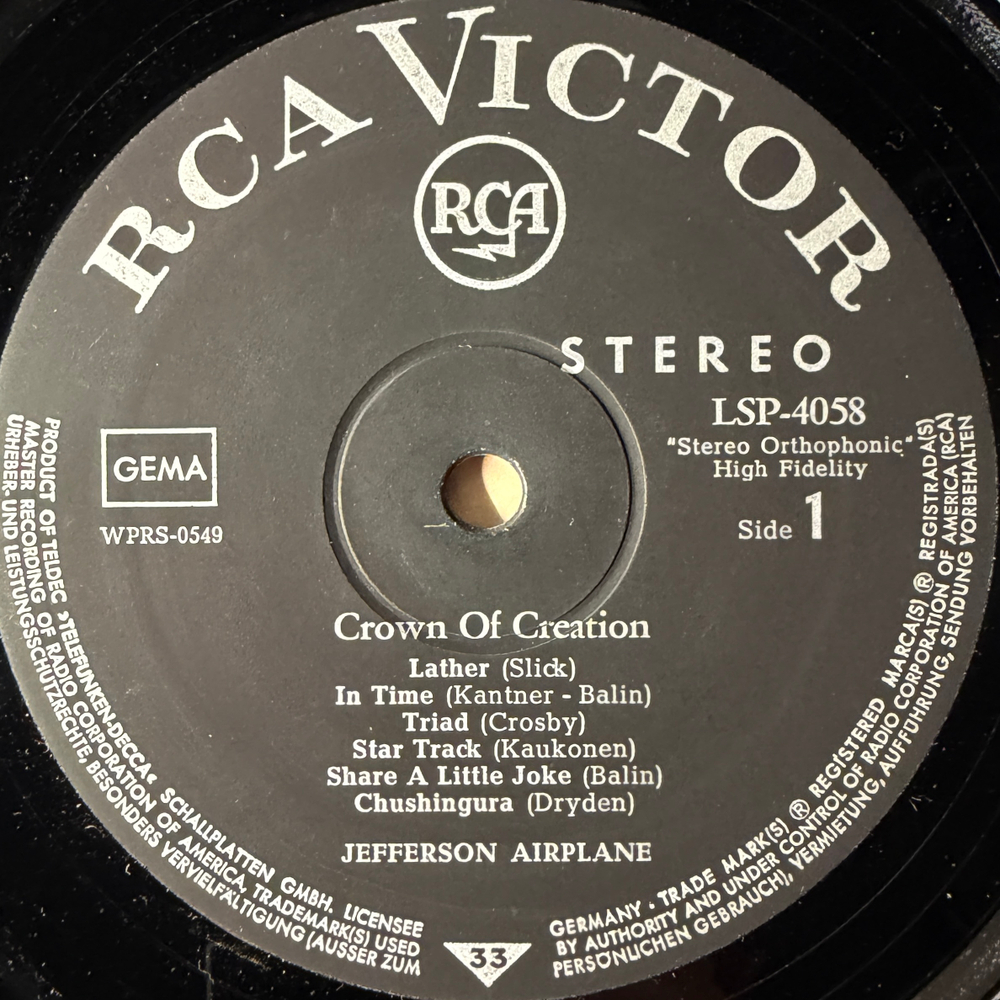 RCA VICTOR
RCA
STEREO
LSP-4058
"Stereo Orthophonic"
High Fidelity
Side 1
GEMA
WPRS-0549
Crown Of Creation
Lather (Slick)
In Time (Kantner - Balin)
Triad (Crosby)
Star Track (Kaukonen)
Share A Little Joke (Balin)
Chushingura (Dryden)
JEFFERSON AIRPLANE
PRODUCT OF TELDEC »TELEFUNKEN-DECCA« SCHALLPLATTEN GMBH. LICENSEE GERMANY · TRADE MARK(S) ® REGISTERED MARCA(S) ® REGISTRADA(S)
MASTER RECORDING OF RADIO CORPORATION OF AMERICA, TRADEMARK(S) USED BY AUTHORITY AND UNDER CONTROL OF RADIO CORPORATION OF AMERICA (RCA)
URHEBER- UND LEISTUNGSSCHUTZRECHTE, BESONDERS VERVIELFÄLTIGUNG (AUSSER ZUM PERSÖNLICHEN GEBRAUCH), VERMIETUNG, AUFFÜHRUNG, SENDUNG VORBEHALTEN
33